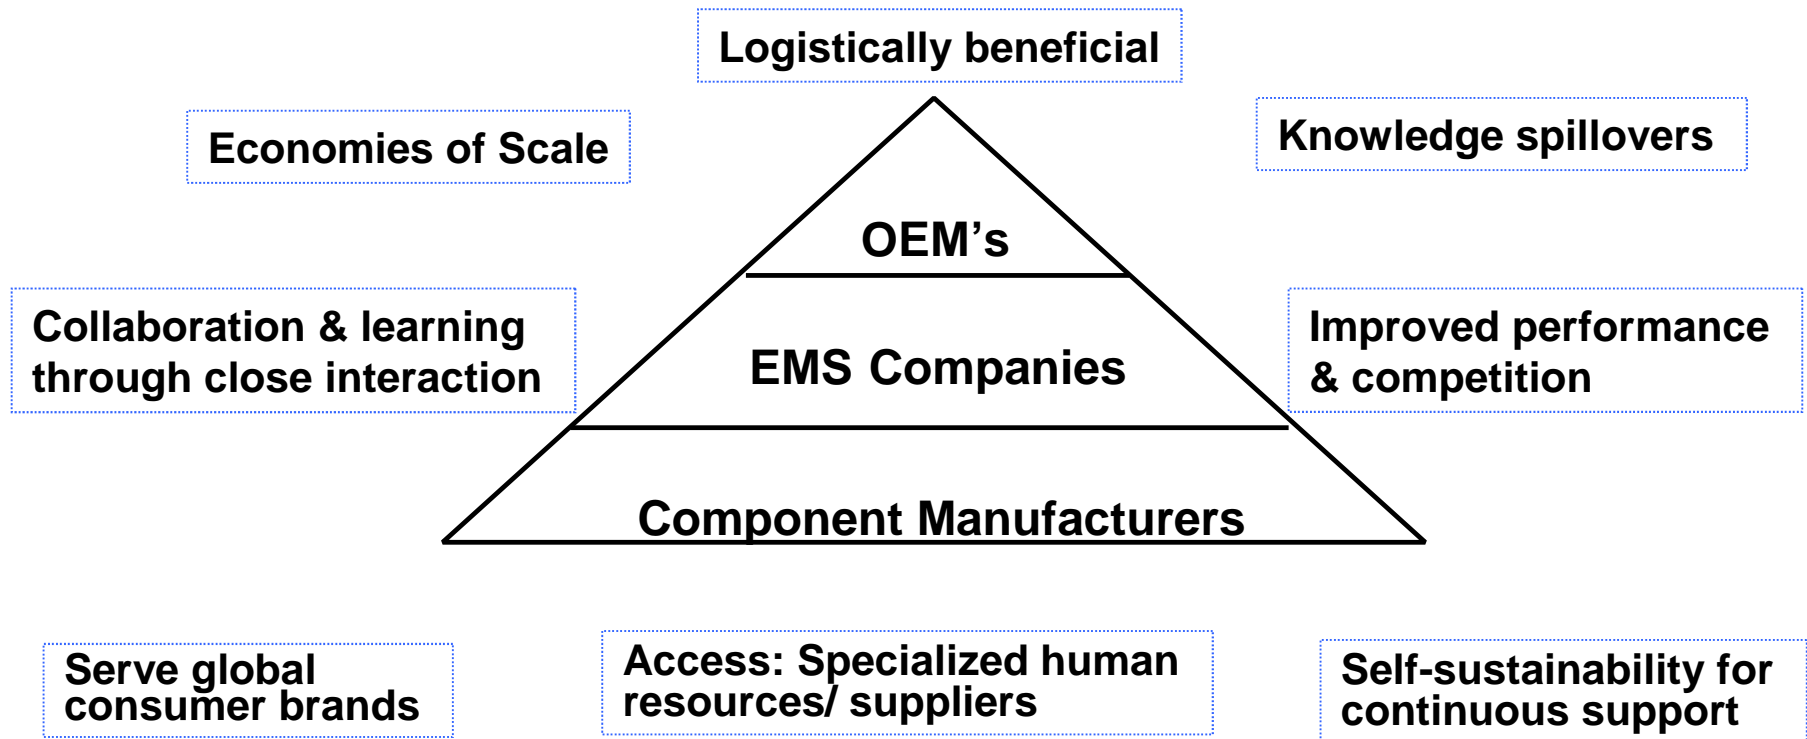 Logistically beneficial
Economies of Scale
Knowledge spillovers
OEM’s
Collaboration & learning
through close interaction
EMS Companies
Improved performance
& competition
Component Manufacturers
Serve global
consumer brands
Access: Specialized human
resources/ suppliers
Self-sustainability for
continuous support